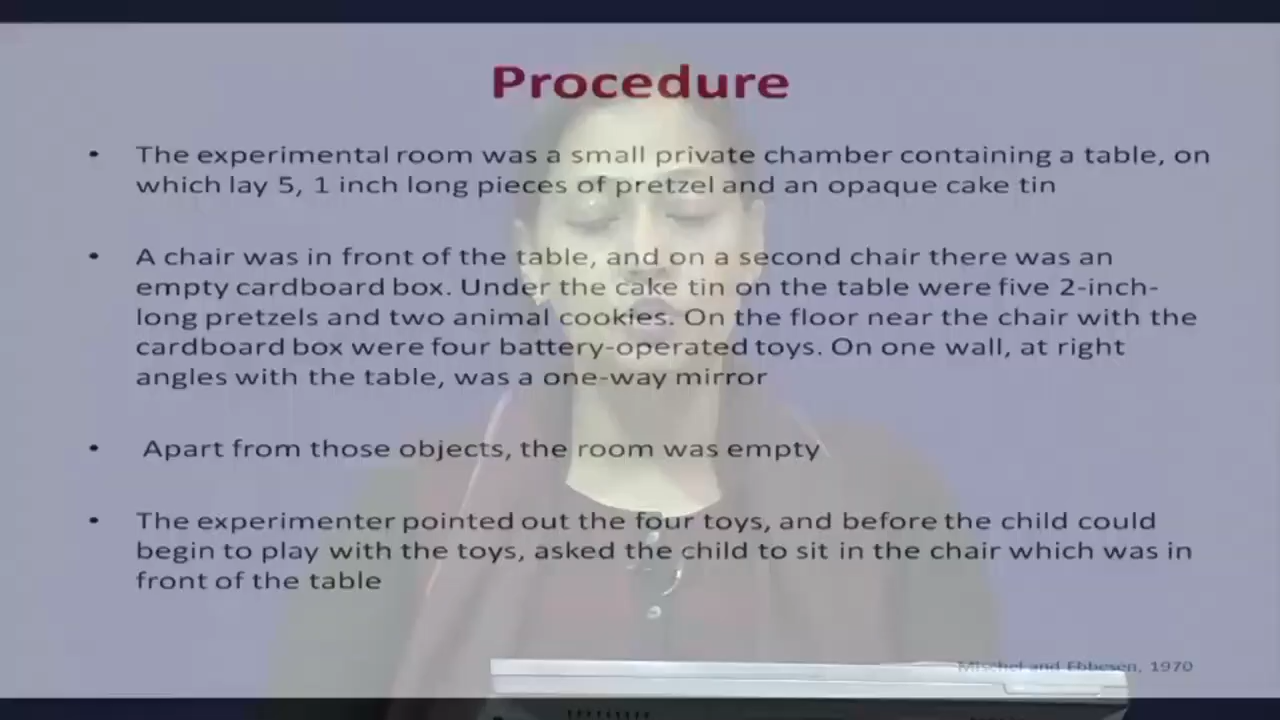 Procedure
• The experimental room was a small private chamber containing a table, on
which lay 5, 1 inch long pieces of pretzel and an opaque cake tin
• A chair was in front of the table, and on a second chair there was an
empty cardboard box. Under the cake tin on the table were five 2-inch-
long pretzels and two animal cookies. On the floor near the chair with the
cardboard box were four battery-operated toys. On one wall, at right
angles with the table, was a one-way mirror
• Apart from those objects, the room was empty
• The experimenter pointed out the four toys, and before the child could
begin to play with the toys, asked the child to sit in the chair which was in
front of the table
Mischel and Ebbesen, 1970